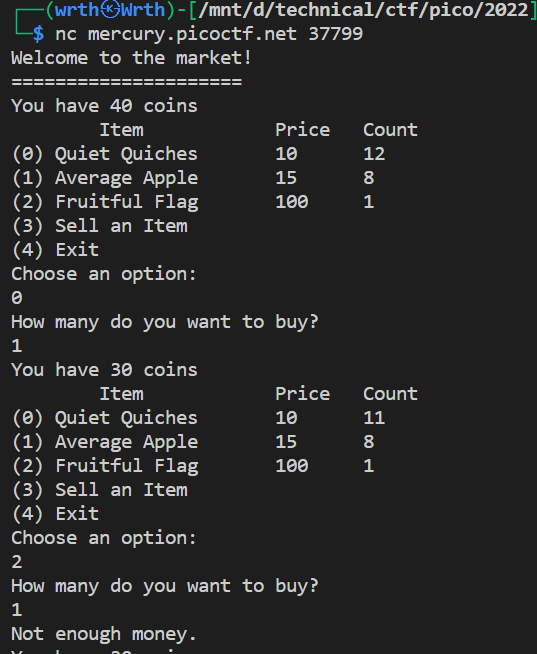 ┌──(wrth㉿Wrth)-[/mnt/d/technical/ctf/pico/2022]
└─$ nc mercury.picoctf.net 37799
Welcome to the market!
=====================
You have 40 coins
        Item            Price   Count
(0) Quiet Quiches       10      12
(1) Average Apple       15      8
(2) Fruitful Flag       100     1
(3) Sell an Item
(4) Exit
Choose an option:
0
How many do you want to buy?
1
You have 30 coins
        Item            Price   Count
(0) Quiet Quiches       10      11
(1) Average Apple       15      8
(2) Fruitful Flag       100     1
(3) Sell an Item
(4) Exit
Choose an option:
2
How many do you want to buy?
1
Not enough money.